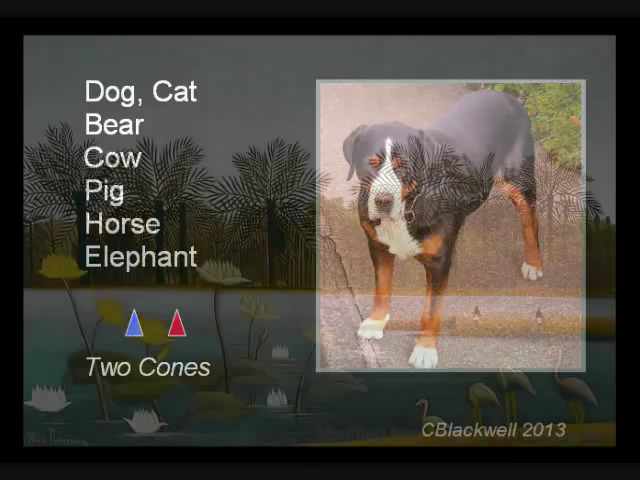 Dog, Cat
Bear
Cow
Pig
Horse
Elephant
Two Cones
CBlackwell 2013